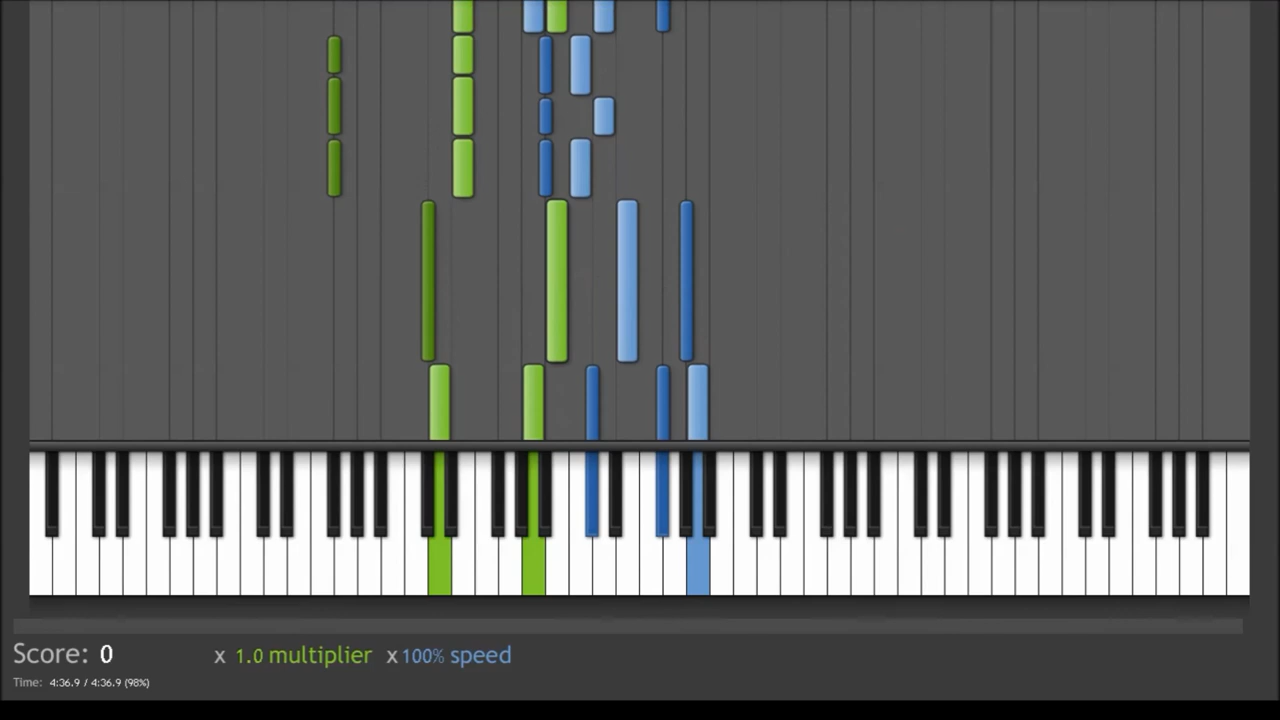 Score: 0 x 1.0 multiplier x 100% speed
Time: 4:36.9 / 4:36.9 (98%)